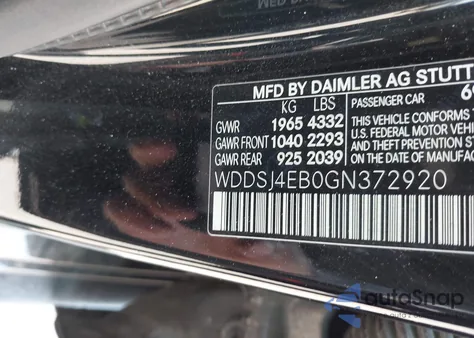 MFD BY DAIMLER AG STUTT
KG LBS
GVWR 1965 4332
GAWR FRONT 1040 2293
GAWR REAR 925 2039
PASSENGER CAR
THIS VEHICLE CONFORMS
U.S. FEDERAL MOTOR VEHIC
AND THEFT PREVENTION ST
ON THE DATE OF MANUFAC
WDDSJ4EB0GN372920
autoSnap